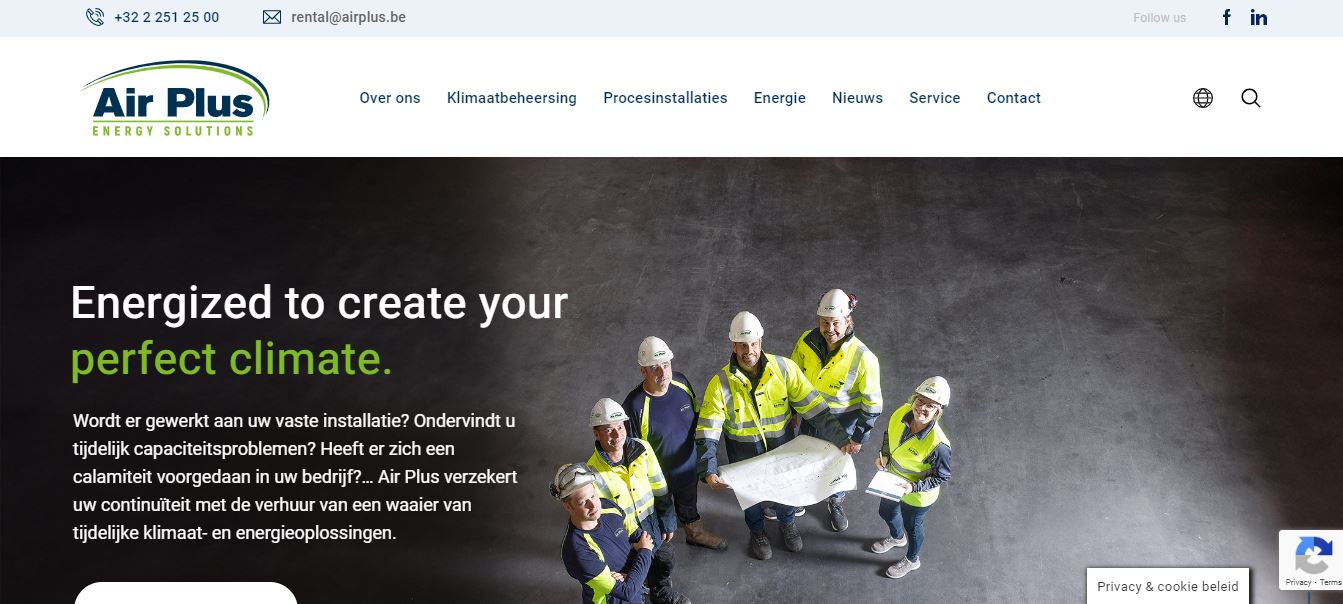 +32 2 251 25 00
rental@airplus.be
Follow us
Air Plus
ENERGY SOLUTIONS
Over ons
Klimaatbeheersing
Procesinstallaties
Energie
Nieuws
Service
Contact
Energized to create your
perfect climate.
Wordt er gewerkt aan uw vaste installatie? Ondervindt u
tijdelijk capaciteitsproblemen? Heeft er zich een
calamiteit voorgedaan in uw bedrijf?... Air Plus verzekert
uw continuïteit met de verhuur van een waaier van
tijdelijke klimaat- en energieoplossingen.
Privacy & cookie beleid
Privacy - Terms